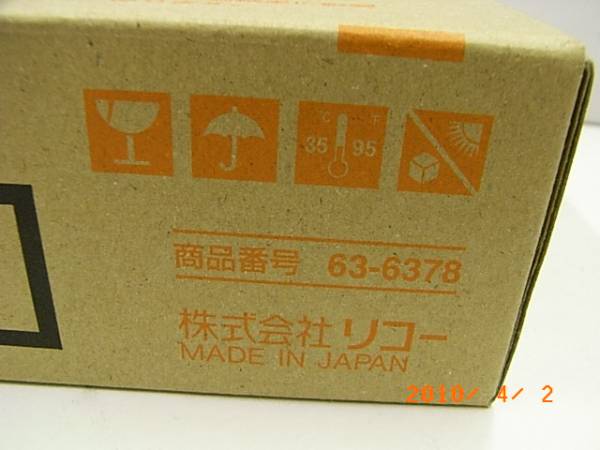 °C °F
35 95
商品番号 63-6378
株式会社 リコー
MADE IN JAPAN
2010/ 4/ 2